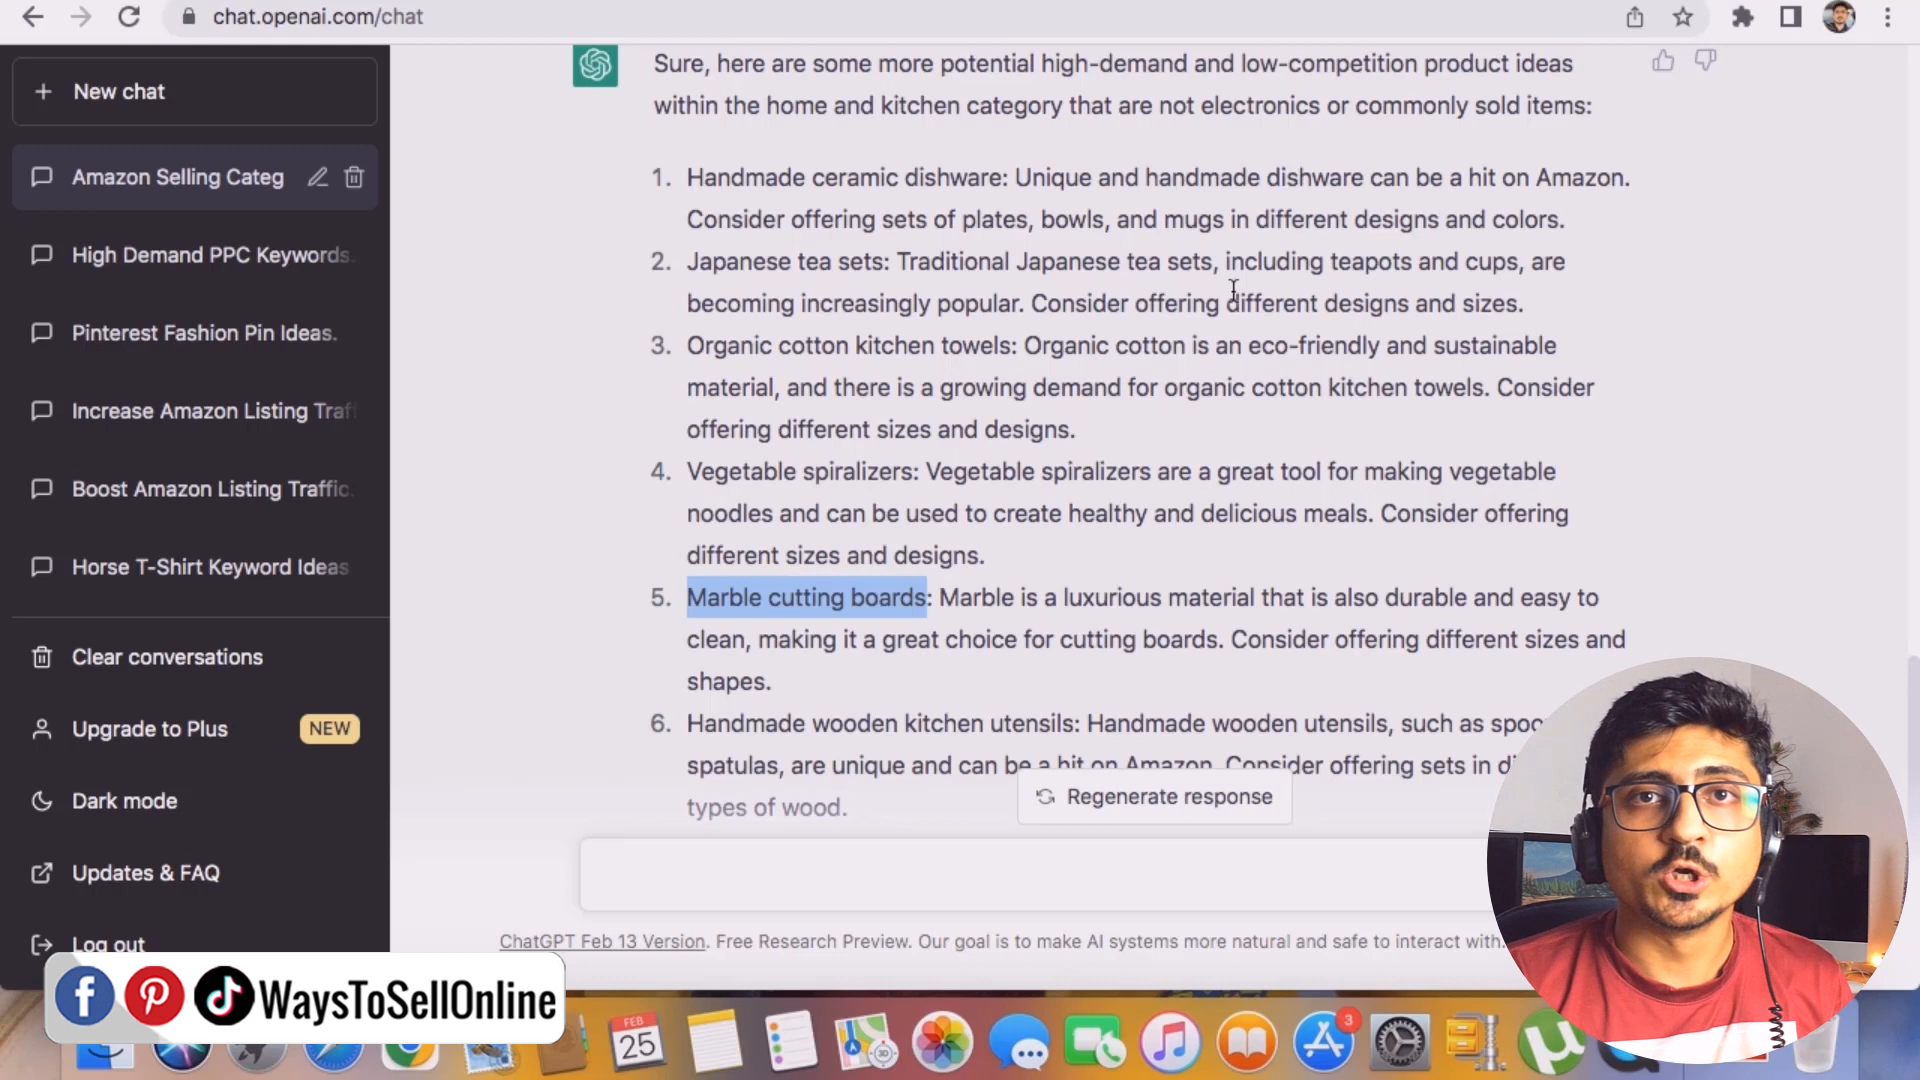 chat.openai.com/chat
New chat
Amazon Selling Categ
High Demand PPC Keywords.
Pinterest Fashion Pin Ideas.
Increase Amazon Listing Traf
Boost Amazon Listing Traffic.
Horse T-Shirt Keyword Ideas
Clear conversations
Upgrade to Plus NEW
Dark mode
Updates & FAQ
Log out
Sure, here are some more potential high-demand and low-competition product ideas
within the home and kitchen category that are not electronics or commonly sold items:
1. Handmade ceramic dishware: Unique and handmade dishware can be a hit on Amazon.
Consider offering sets of plates, bowls, and mugs in different designs and colors.
2. Japanese tea sets: Traditional Japanese tea sets, including teapots and cups, are
becoming increasingly popular. Consider offering different designs and sizes.
3. Organic cotton kitchen towels: Organic cotton is an eco-friendly and sustainable
material, and there is a growing demand for organic cotton kitchen towels. Consider
offering different sizes and designs.
4. Vegetable spiralizers: Vegetable spiralizers are a great tool for making vegetable
noodles and can be used to create healthy and delicious meals. Consider offering
different sizes and designs.
5. Marble cutting boards: Marble is a luxurious material that is also durable and easy to
clean, making it a great choice for cutting boards. Consider offering different sizes and
shapes.
6. Handmade wooden kitchen utensils: Handmade wooden utensils, such as spoo
spatulas, are unique and can be a hit on Amazon. Consider offering sets in di
types of wood.
Regenerate response
ChatGPT Feb 13 Version. Free Research Preview. Our goal is to make AI systems more natural and safe to interact with.
WaysToSellOnline
FEB
25
3D
3